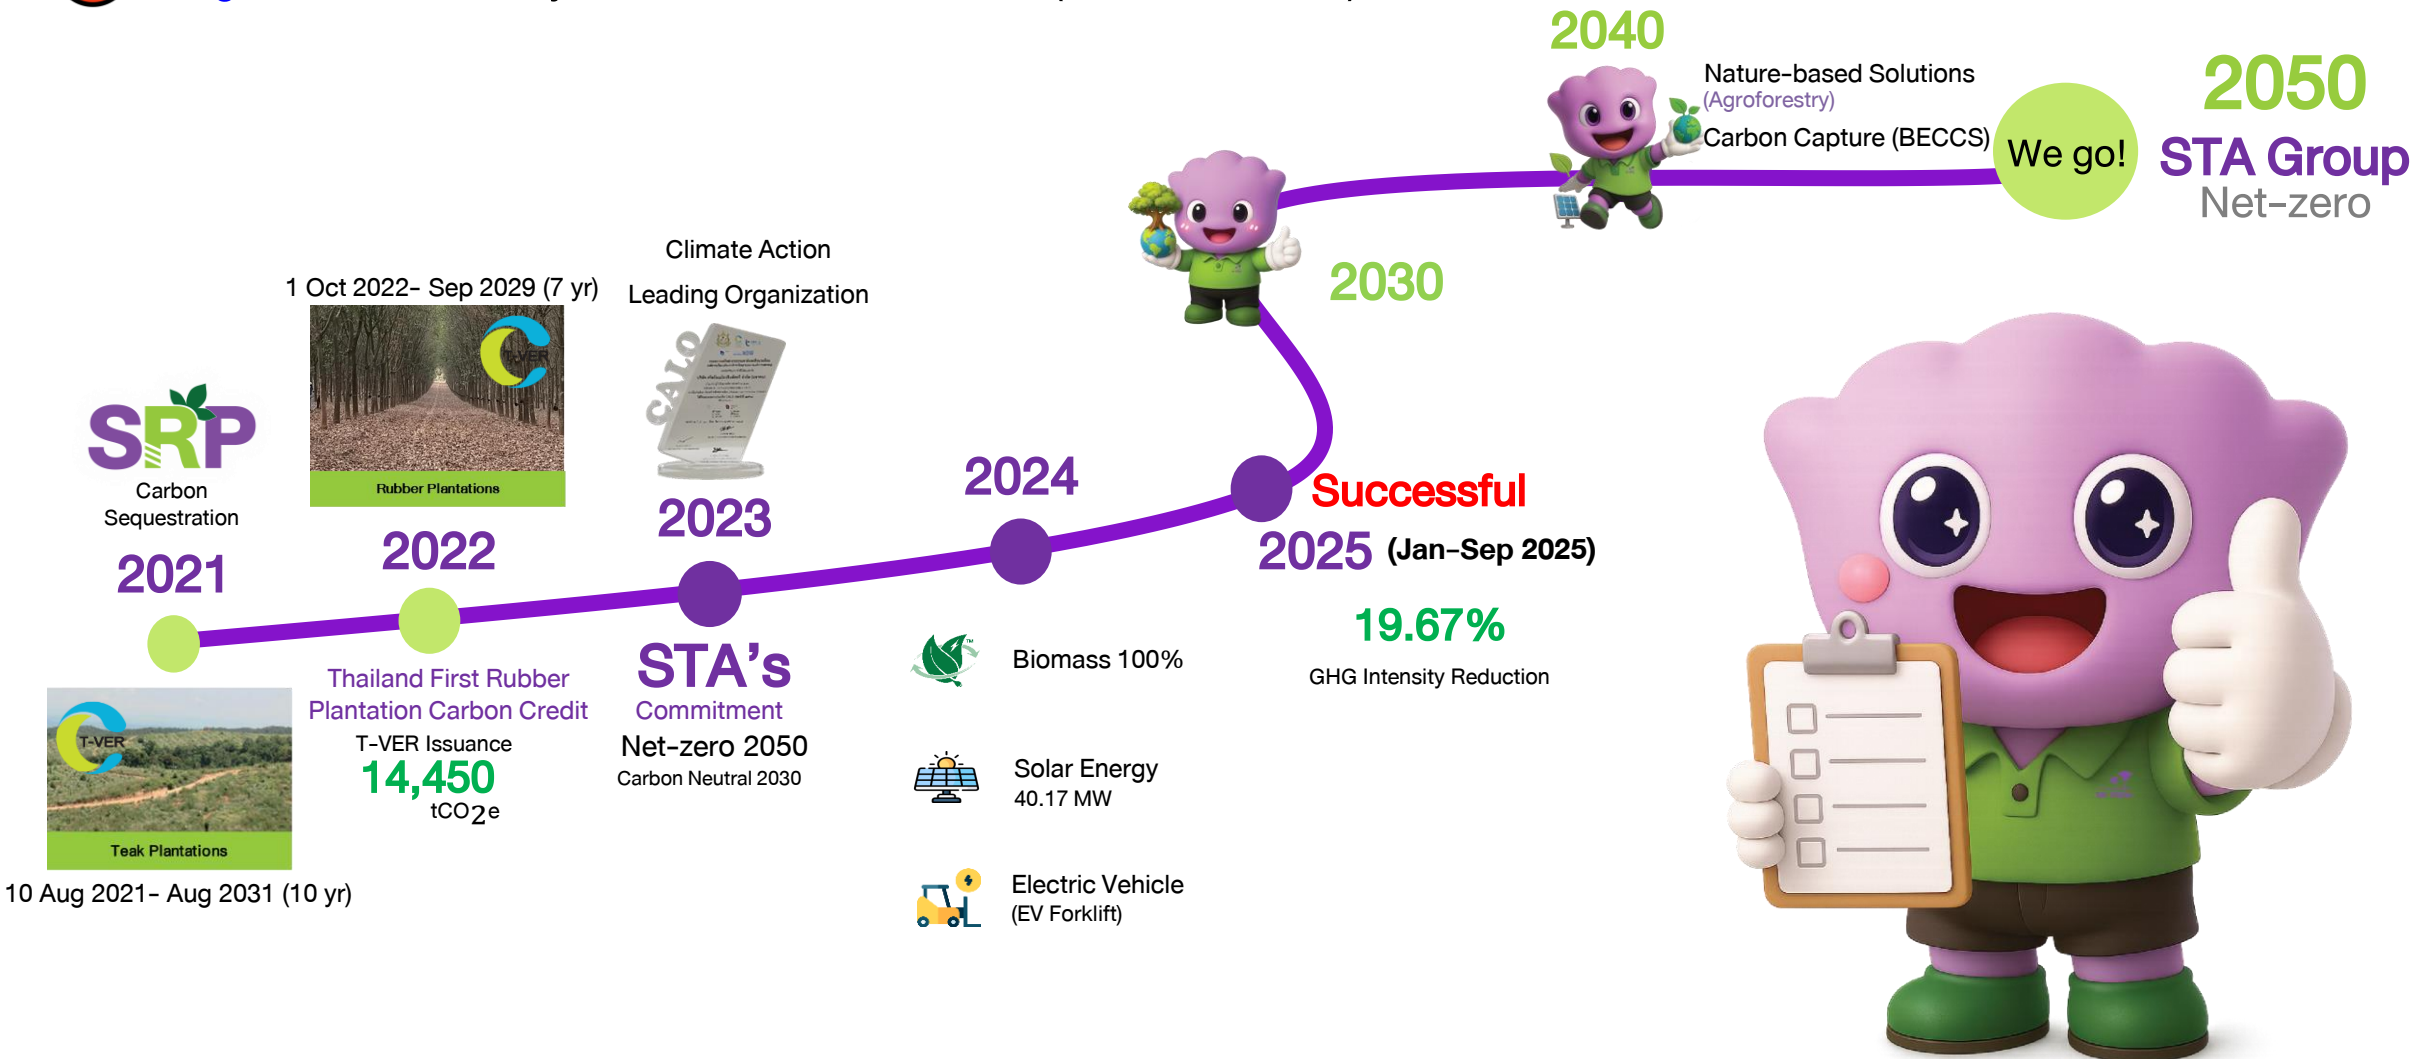 2040
Nature-based Solutions
(Agroforestry)
Carbon Capture (BECCS)
We go!
2050
STA Group
Net-zero
2030
Climate Action
Leading Organization
CALO
1 Oct 2022- Sep 2029 (7 yr)
T-VER
Rubber Plantations
SRP
Carbon
Sequestration
2021
2022
2023
2024
Successful
2025 (Jan-Sep 2025)
19.67%
GHG Intensity Reduction
T-VER
Teak Plantations
10 Aug 2021- Aug 2031 (10 yr)
Thailand First Rubber
Plantation Carbon Credit
T-VER Issuance
14,450
tCO2e
STA's
Commitment
Net-zero 2050
Carbon Neutral 2030
Biomass 100%
Solar Energy
40.17 MW
Electric Vehicle
(EV Forklift)